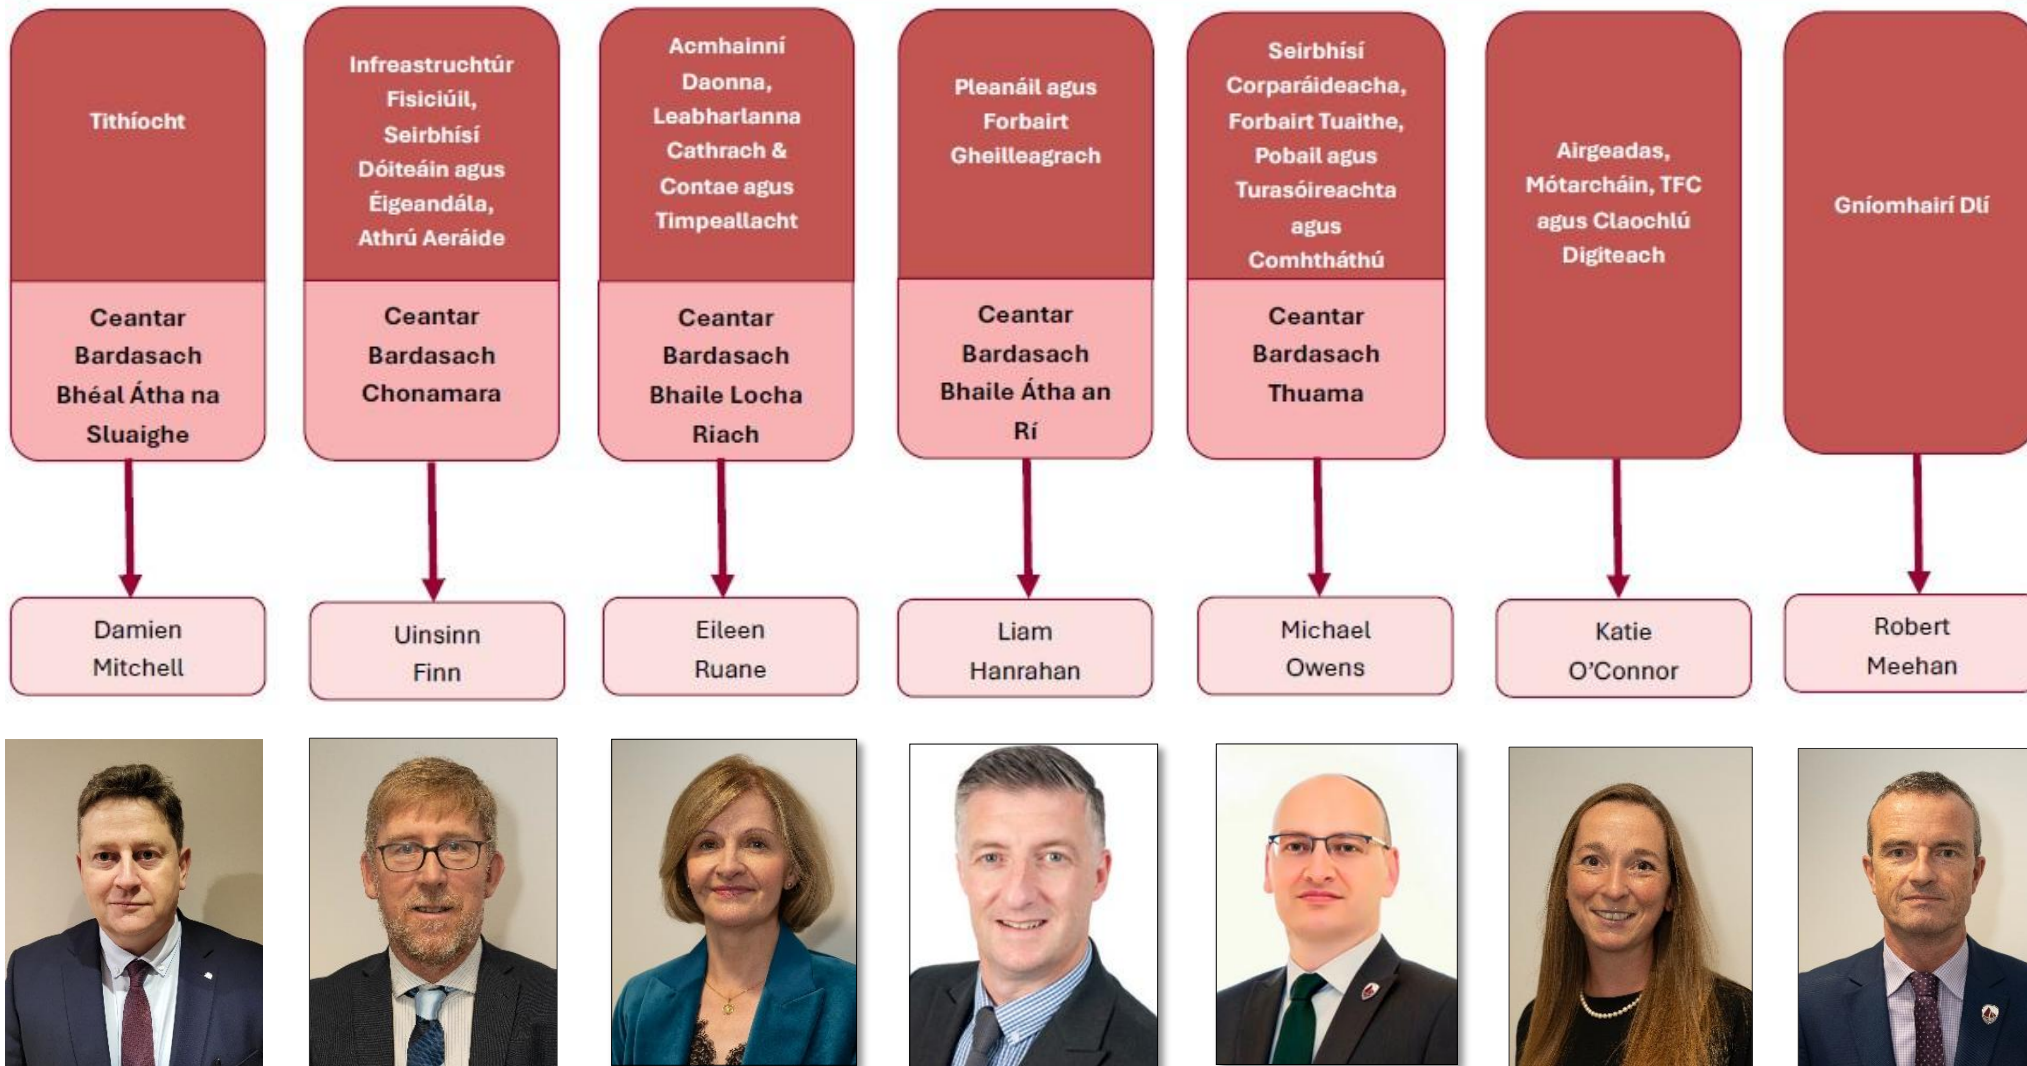 Tithíocht
Ceantar
Bardasach
Bhéal Átha na
Sluaighe
Damien
Mitchell
Infreastruchtúr
Fisiciúil,
Seirbhísí
Dóiteáin agus
Éigeandála,
Athrú Aeráide
Ceantar
Bardasach
Chonamara
Uinsinn
Finn
Acmhainní
Daonna,
Leabharlanna
Cathrach &
Contae agus
Timpeallacht
Ceantar
Bardasach
Bhaile Locha
Riach
Eileen
Ruane
Pleanáil agus
Forbairt
Gheilleagrach
Ceantar
Bardasach
Bhaile Átha an
Rí
Liam
Hanrahan
Seirbhísí
Corparáideacha,
Forbairt Tuaithe,
Pobail agus
Turasóireachta
agus
Comhtháthú
Ceantar
Bardasach
Thuama
Michael
Owens
Airgeadas,
Mótarcháin, TFC
agus Claochlú
Digiteach
Katie
O’Connor
Gníomhairí Dlí
Robert
Meehan